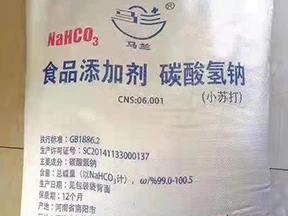 NaHCO3
马兰
食品添加剂 碳酸氢钠
CNS:06.001
(小苏打)
执行标准：GB1886.2
生产许可证号：SC20141133000137
主要成分：碳酸氢钠
含量：总碱量（以NaHCO3计），ω/%99.0-100.5
生产日期：见包装袋背面
保质期：12个月
产地：河南省南阳市